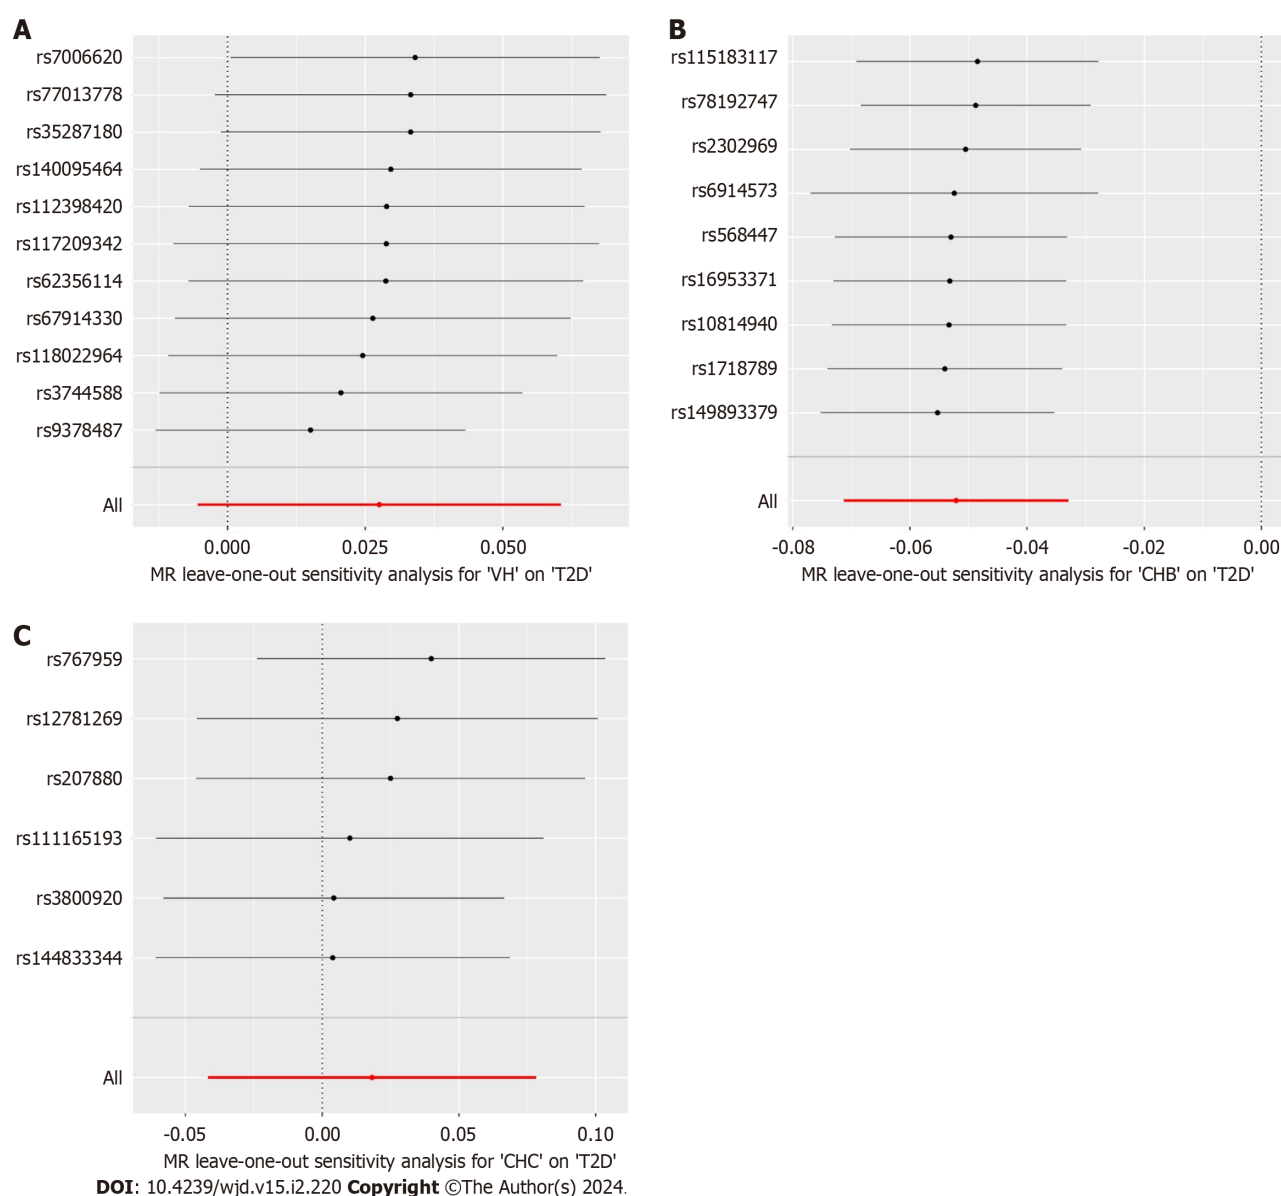 A
rs7006620
rs77013778
rs35287180
rs140095464
rs112398420
rs117209342
rs62356114
rs67914330
rs118022964
rs3744588
rs9378487
All
0.000 0.025 0.050
MR leave-one-out sensitivity analysis for 'VH' on 'T2D'
B
rs115183117
rs78192747
rs2302969
rs6914573
rs568447
rs16953371
rs10814940
rs1718789
rs149893379
All
-0.08 -0.06 -0.04 -0.02 0.00
MR leave-one-out sensitivity analysis for 'CHB' on 'T2D'
C
rs767959
rs12781269
rs207880
rs111165193
rs3800920
rs144833344
All
-0.05 0.00 0.05 0.10
MR leave-one-out sensitivity analysis for 'CHC' on 'T2D'
DOI: 10.4239/wjd.v15.i2.220 Copyright ©The Author(s) 2024.